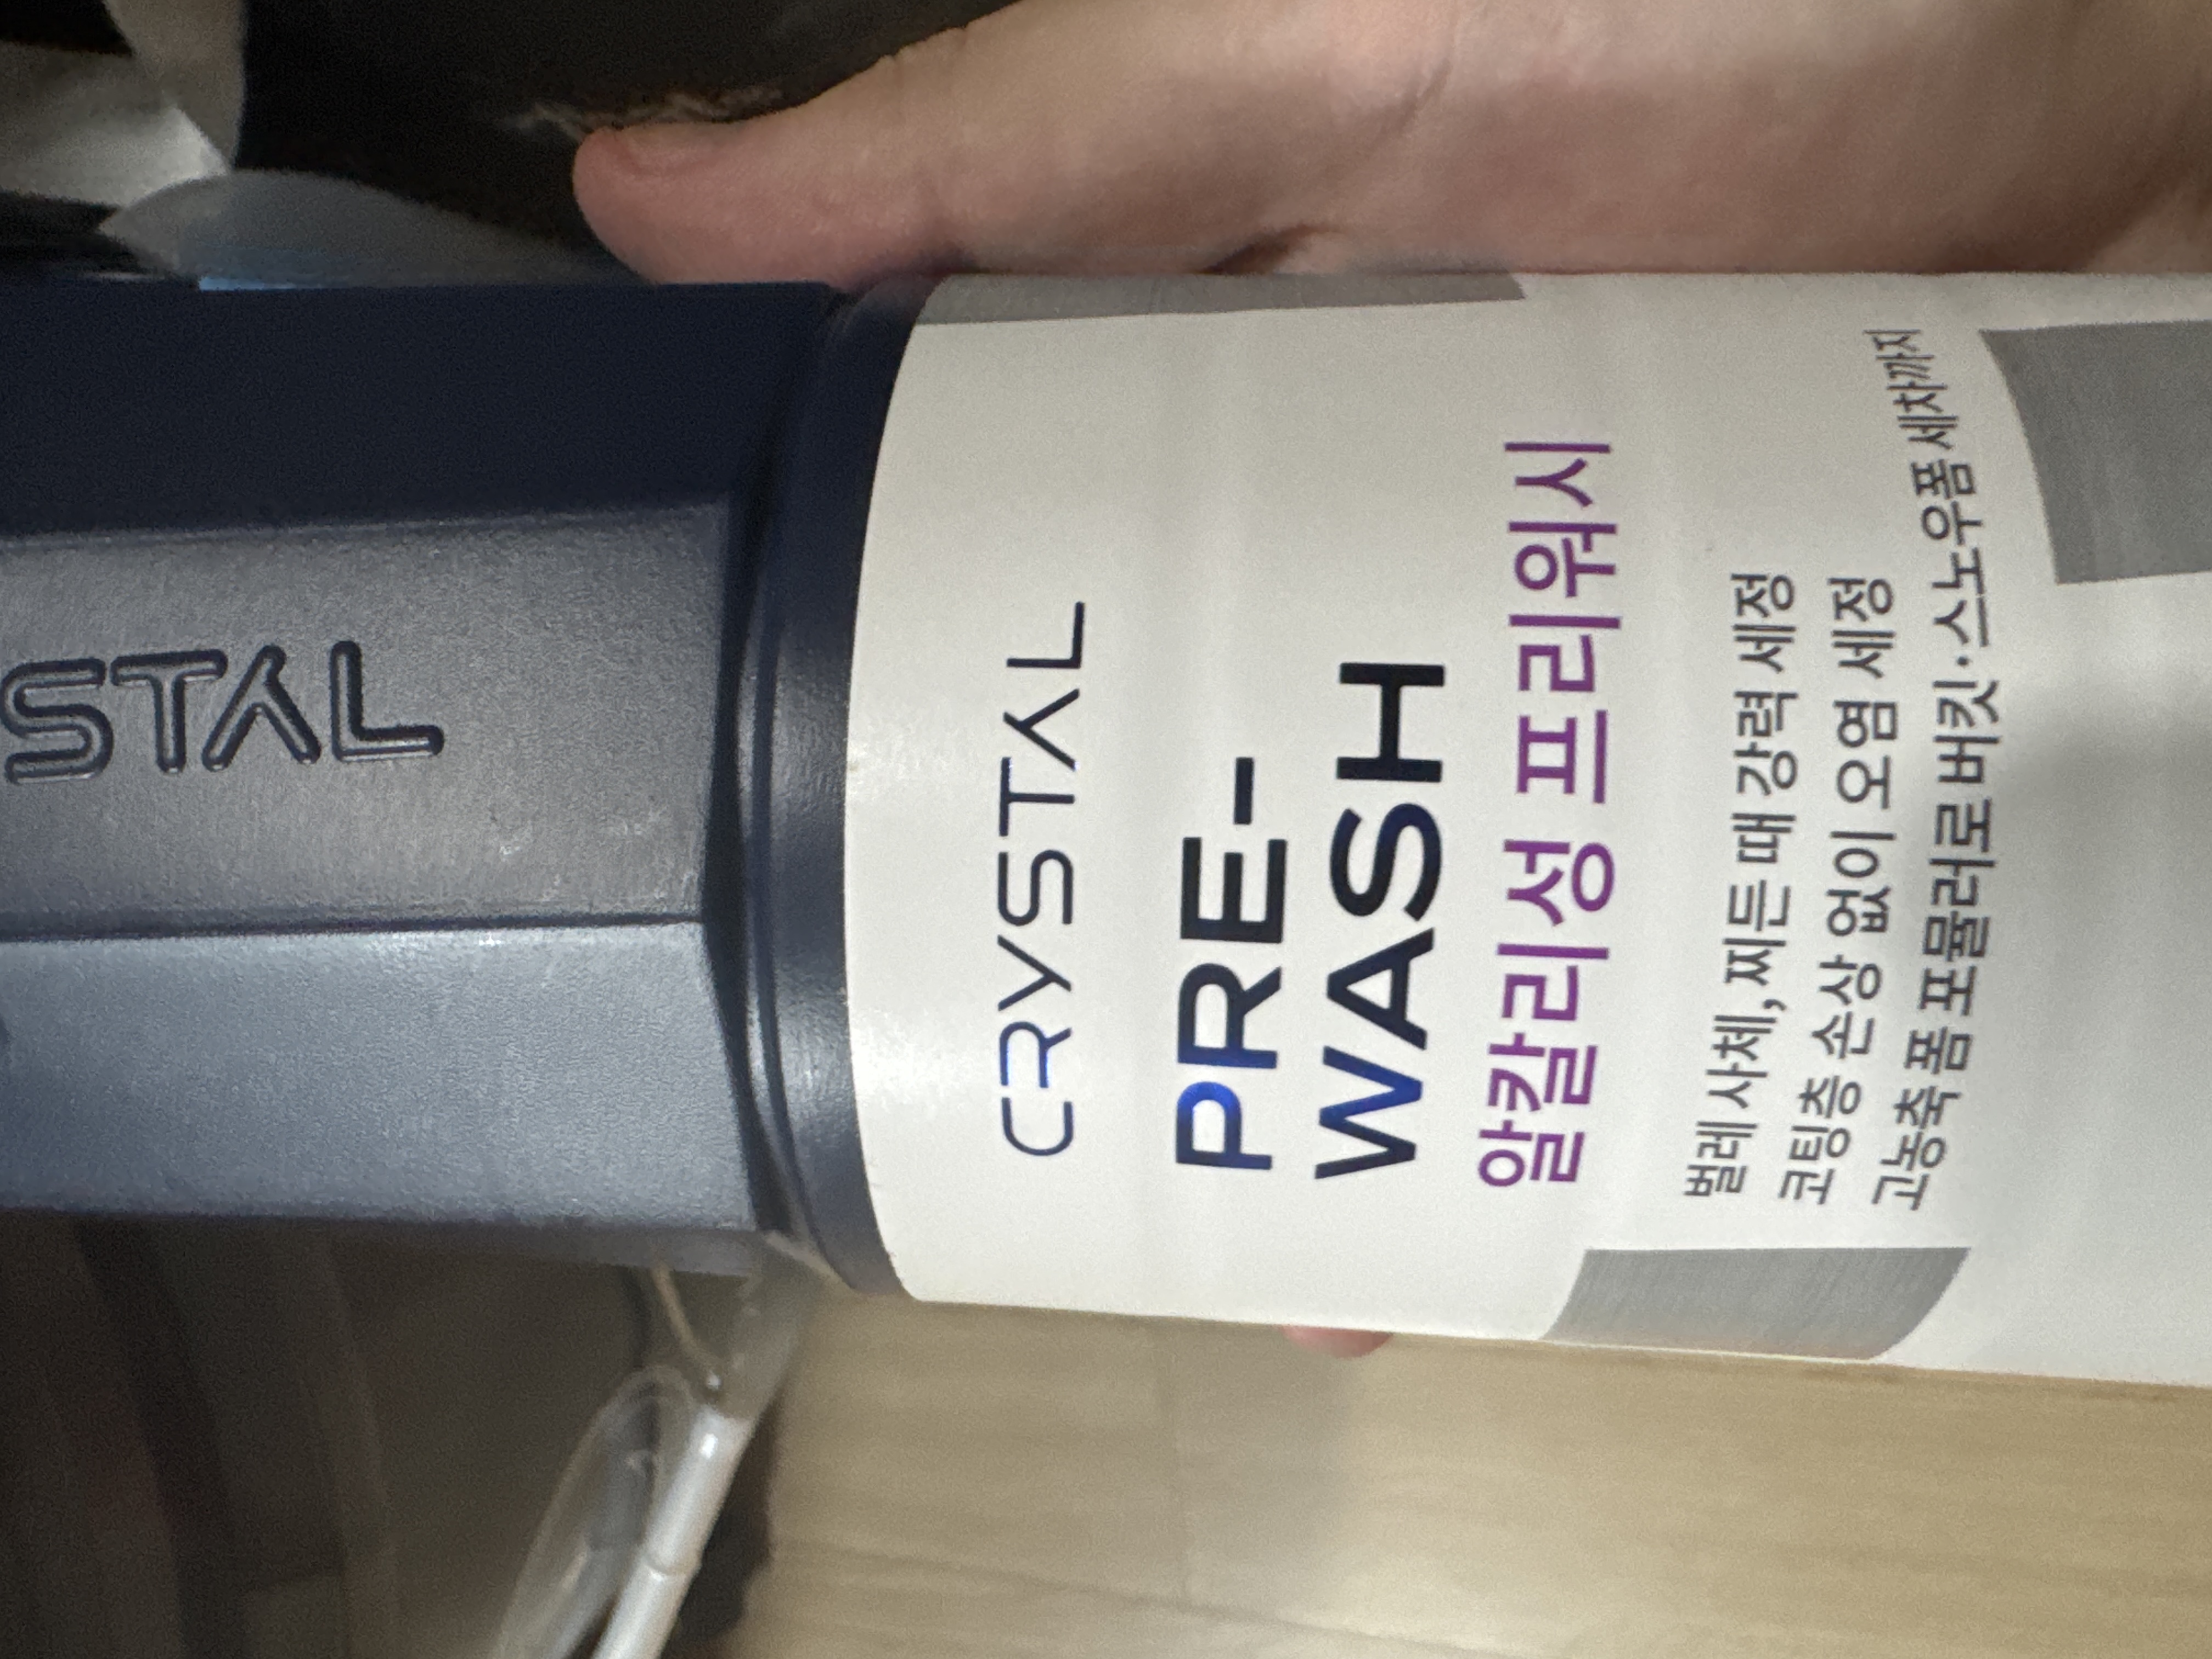 STAL
CRYSTAL
PRE-
WASH
알칼리성 프리워시
벌레 사체, 찌든 때 강력 세정
코팅층 손상 없이 오염 세정
고농축 폼 포뮬러로 버킷·스노우폼 세차까지